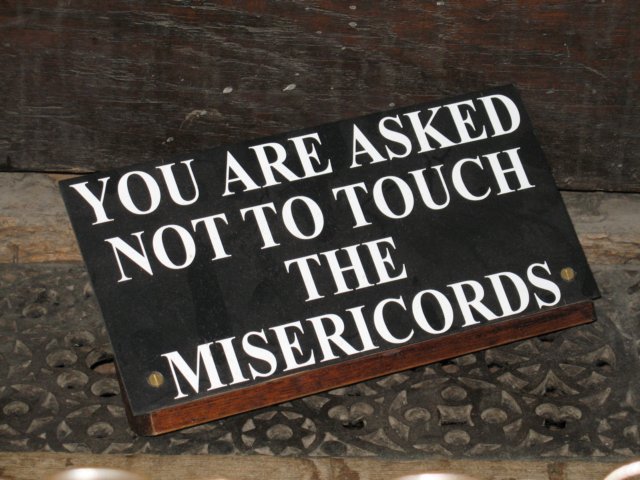 YOU ARE ASKED
NOT TO TOUCH
THE
MISERICORDS